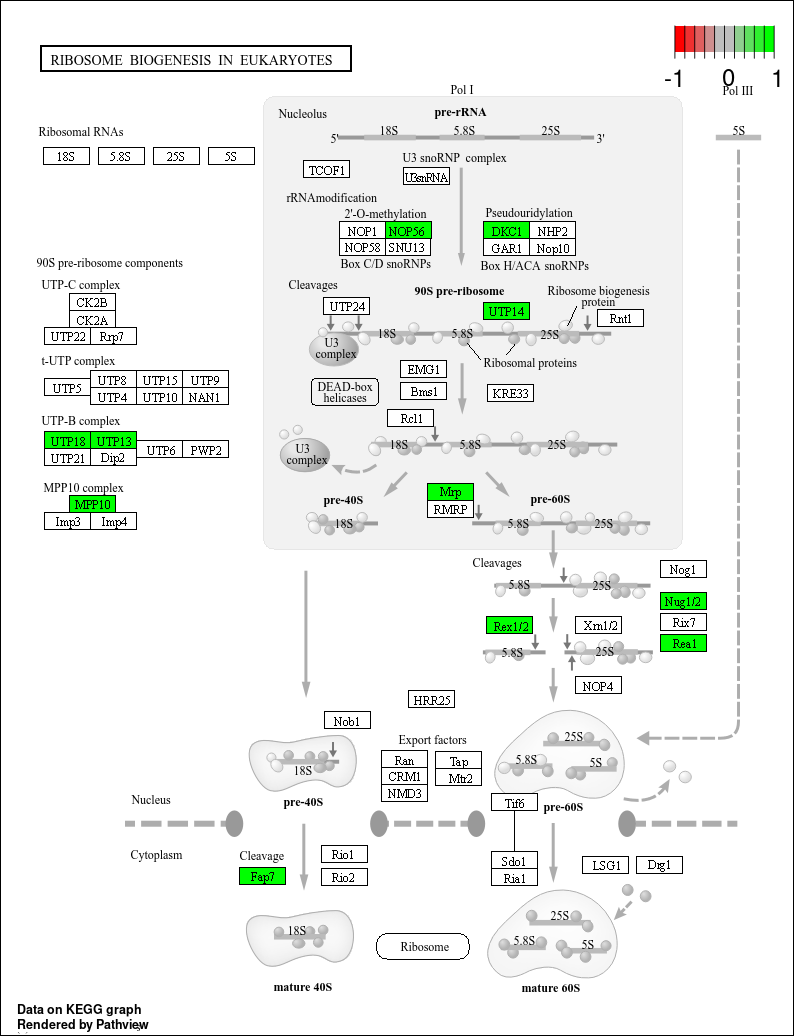 RIBOSOME BIOGENESIS IN EUKARYOTES
-1 0 1
Pol I
Pol III
Nucleolus
pre-rRNA
Ribosomal RNAs
5' 18S 5.8S 25S 3'
5S
18S 5.8S 25S 5S
TCOF1
U3 snoRNP complex
U3snRNA
rRNAmodification
2'-O-methylation
Pseudouridylation
NOP1 NOP56
NOP58 SNU13
DKC1 NHP2
GAR1 Nop10
Box C/D snoRNPs
Box H/ACA snoRNPs
90S pre-ribosome components
UTP-C complex
CK2B
CK2A
UTP22 Rrp7
Cleavages
90S pre-ribosome
Ribosome biogenesis
protein
UTP24
UTP14
Rnt1
18S 5.8S 25S
U3
complex
Ribosomal proteins
t-UTP complex
UTP5
UTP8 UTP15 UTP9
UTP4 UTP10 NAN1
EMG1
Bms1
KRE33
DEAD-box
helicases
Rcl1
UTP-B complex
UTP18 UTP13
UTP21 Dip2
UTP6 PWP2
U3
complex
18S 5.8S 25S
MPP10 complex
MPP10
Imp3 Imp4
pre-40S
Mrp
RMRP
pre-60S
18S
5.8S 25S
Cleavages
Nog1
5.8S 25S
Nug1/2
Rex1/2
Xrn1/2
Rix7
Rea1
5.8S 25S
NOP4
HRR25
Nob1
Export factors
Ran
CRM1
NMD3
Tap
Mtr2
18S
25S
5.8S 5S
Nucleus
pre-40S
Tif6
pre-60S
Cytoplasm
Cleavage
Fap7
Rio1
Rio2
Sdo1
Ria1
LSG1 Drg1
18S
25S
5.8S 5S
Ribosome
mature 40S
mature 60S
Data on KEGG graph
Rendered by Pathview